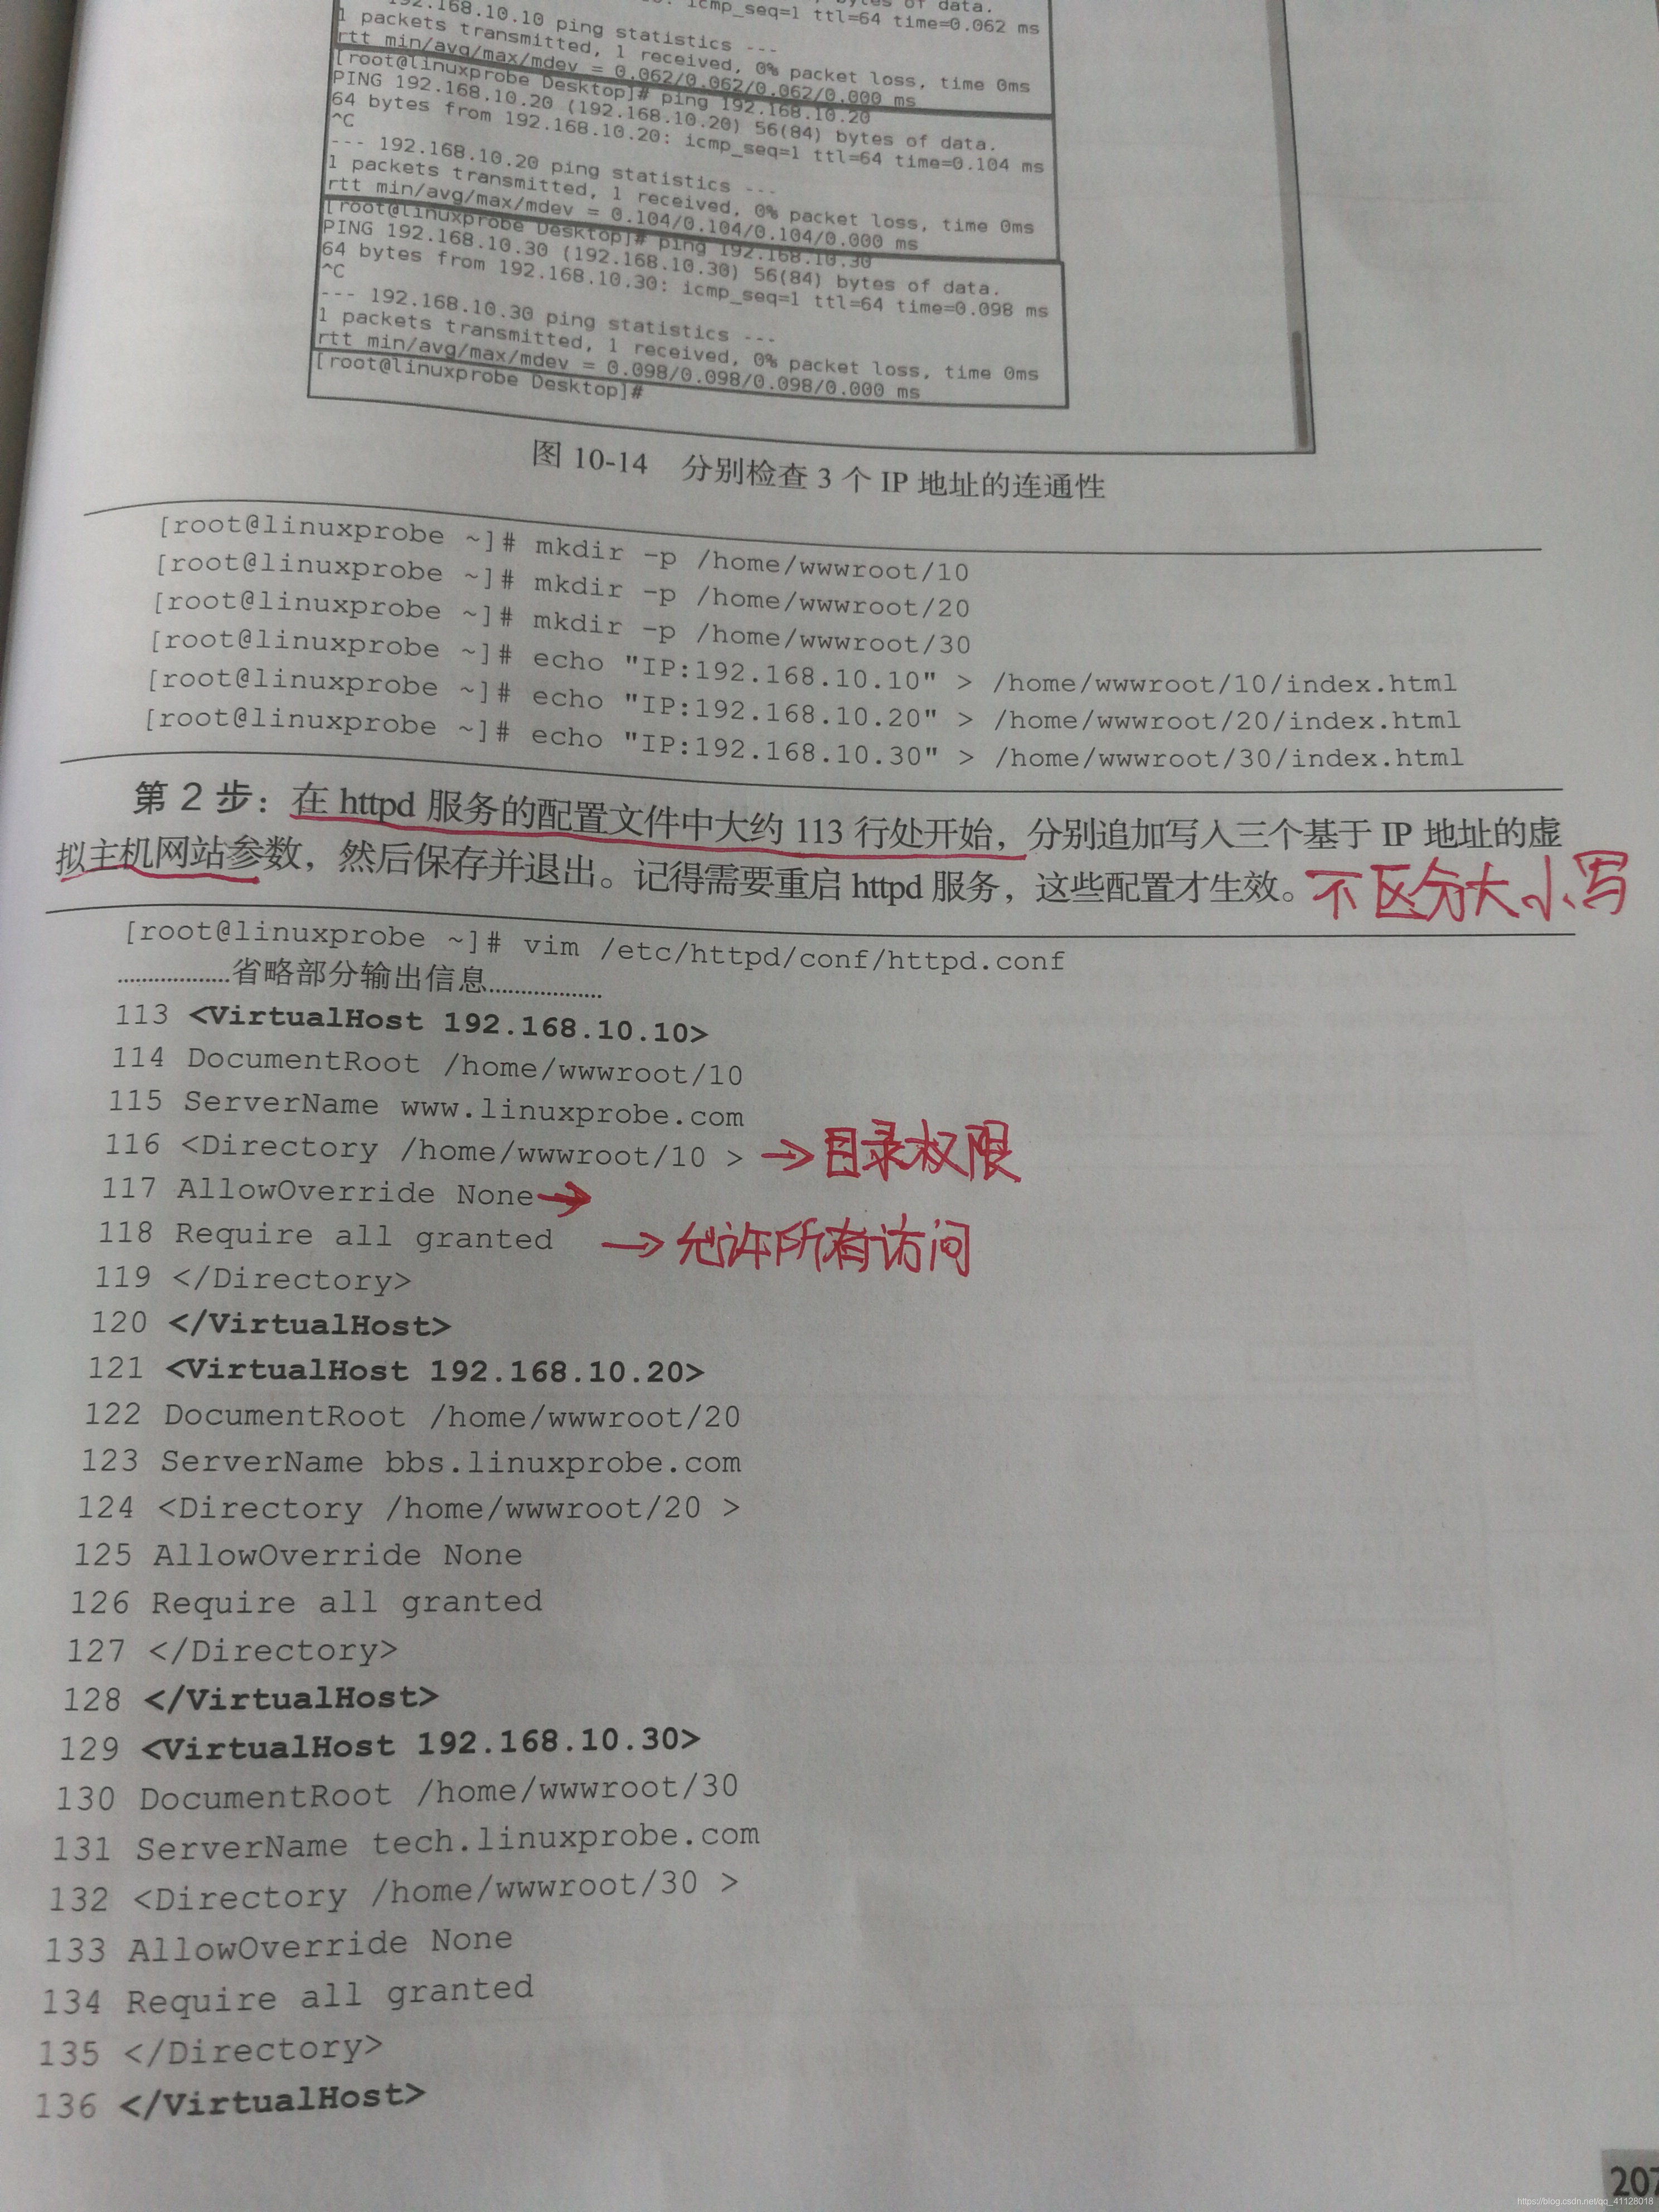 bytes of data.
icmp_seq=1 ttl=64 time=0.062 ms
192.168.10.10 ping statistics ---
1 packets transmitted, 1 received, 0% packet loss, time 0ms
rtt min/avg/max/mdev = 0.062/0.062/0.062/0.000 ms
[root@linuxprobe Desktop]# ping 192.168.10.20
PING 192.168.10.20 (192.168.10.20) 56(84) bytes of data.
64 bytes from 192.168.10.20: icmp_seq=1 ttl=64 time=0.104 ms
^C
--- 192.168.10.20 ping statistics ---
1 packets transmitted, 1 received, 0% packet loss, time 0ms
rtt min/avg/max/mdev = 0.104/0.104/0.104/0.000 ms
[root@linuxprobe Desktop]# ping 192.168.10.30
PING 192.168.10.30 (192.168.10.30) 56(84) bytes of data.
64 bytes from 192.168.10.30: icmp_seq=1 ttl=64 time=0.098 ms
^C
--- 192.168.10.30 ping statistics ---
1 packets transmitted, 1 received, 0% packet loss, time 0ms
rtt min/avg/max/mdev = 0.098/0.098/0.098/0.000 ms
[root@linuxprobe Desktop]#
图 10-14 分别检查 3 个 IP 地址的连通性
[root@linuxprobe ~]# mkdir -p /home/wwwroot/10
[root@linuxprobe ~]# mkdir -p /home/wwwroot/20
[root@linuxprobe ~]# mkdir -p /home/wwwroot/30
[root@linuxprobe ~]# echo "IP:192.168.10.10" > /home/wwwroot/10/index.html
[root@linuxprobe ~]# echo "IP:192.168.10.20" > /home/wwwroot/20/index.html
[root@linuxprobe ~]# echo "IP:192.168.10.30" > /home/wwwroot/30/index.html
第 2 步：在 httpd 服务的配置文件中大约 113 行处开始，分别追加写入三个基于 IP 地址的虚
拟主机网站参数，然后保存并退出。记得需要重启 httpd 服务，这些配置才生效。不区分大小写
[root@linuxprobe ~]# vim /etc/httpd/conf/httpd.conf
………………省略部分输出信息………………
113 <VirtualHost 192.168.10.10>
114 DocumentRoot /home/wwwroot/10
115 ServerName www.linuxprobe.com
116 <Directory /home/wwwroot/10 > → 目录权限
117 AllowOverride None →
118 Require all granted → 允许所有访问
119 </Directory>
120 </VirtualHost>
121 <VirtualHost 192.168.10.20>
122 DocumentRoot /home/wwwroot/20
123 ServerName bbs.linuxprobe.com
124 <Directory /home/wwwroot/20 >
125 AllowOverride None
126 Require all granted
127 </Directory>
128 </VirtualHost>
129 <VirtualHost 192.168.10.30>
130 DocumentRoot /home/wwwroot/30
131 ServerName tech.linuxprobe.com
132 <Directory /home/wwwroot/30 >
133 AllowOverride None
134 Require all granted
135 </Directory>
136 </VirtualHost>
207
https://blog.csdn.net/qq_41128018